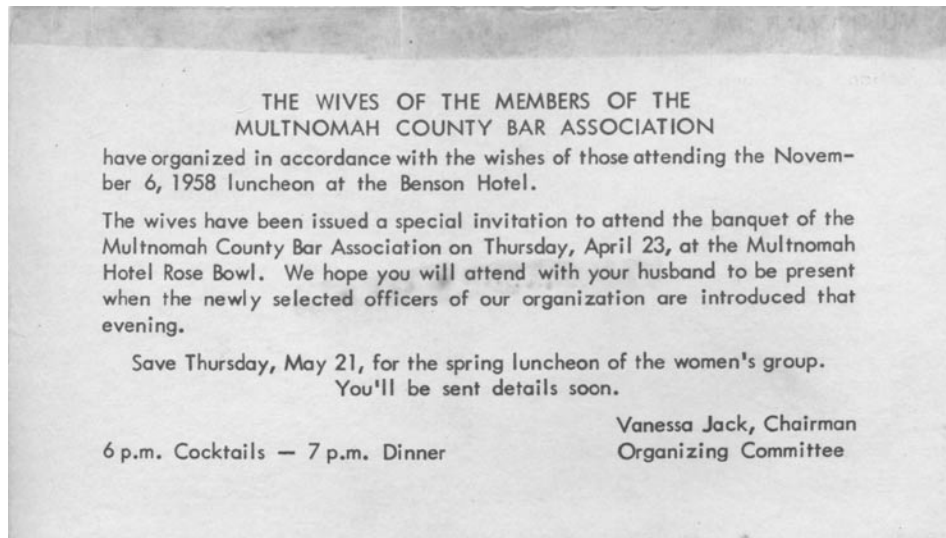 THE WIVES OF THE MEMBERS OF THE
MULTNOMAH COUNTY BAR ASSOCIATION
have organized in accordance with the wishes of those attending the Novem-
ber 6, 1958 luncheon at the Benson Hotel.
The wives have been issued a special invitation to attend the banquet of the
Multnomah County Bar Association on Thursday, April 23, at the Multnomah
Hotel Rose Bowl. We hope you will attend with your husband to be present
when the newly selected officers of our organization are introduced that
evening.
Save Thursday, May 21, for the spring luncheon of the women's group.
You'll be sent details soon.
Vanessa Jack, Chairman
6 p.m. Cocktails — 7 p.m. Dinner Organizing Committee